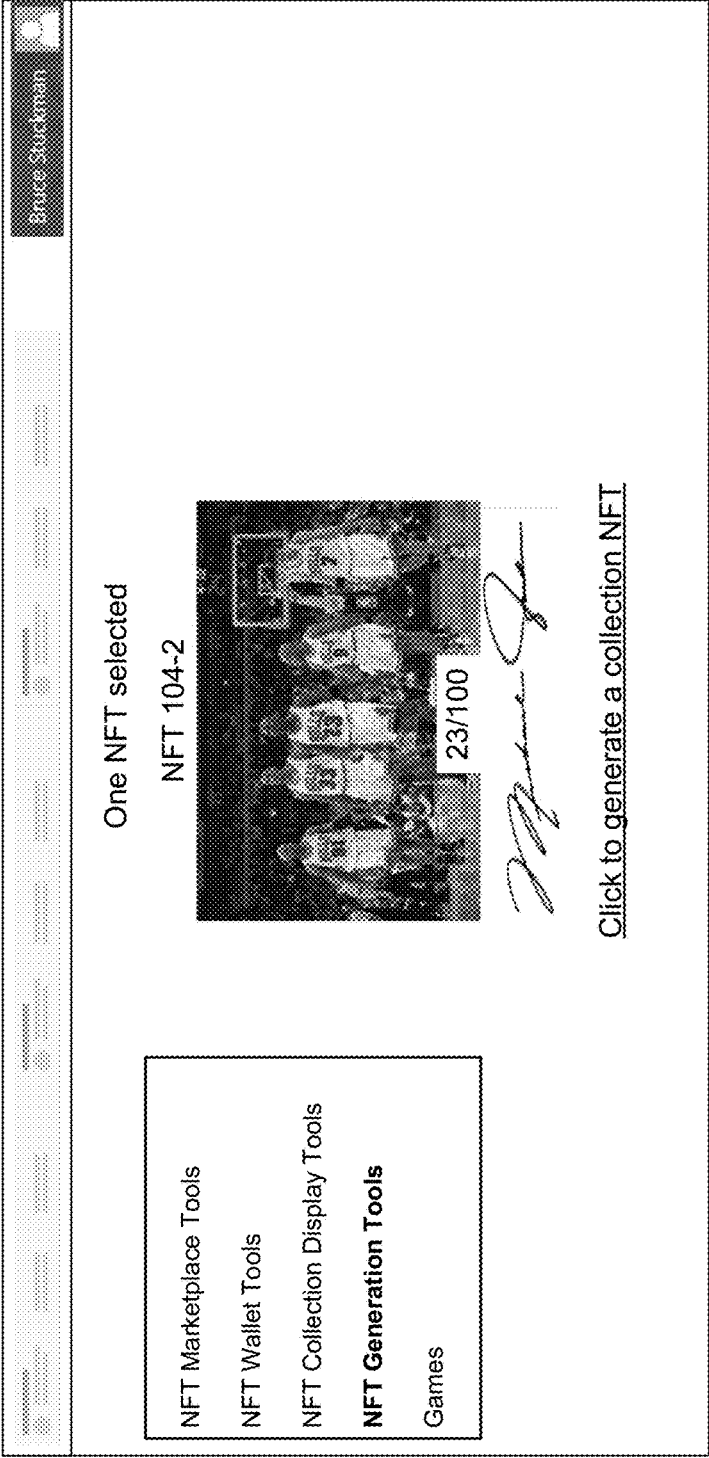 Bruce Stuckman
One NFT selected
NFT 104-2
23/100
Click to generate a collection NFT
NFT Marketplace Tools
NFT Wallet Tools
NFT Collection Display Tools
NFT Generation Tools
Games